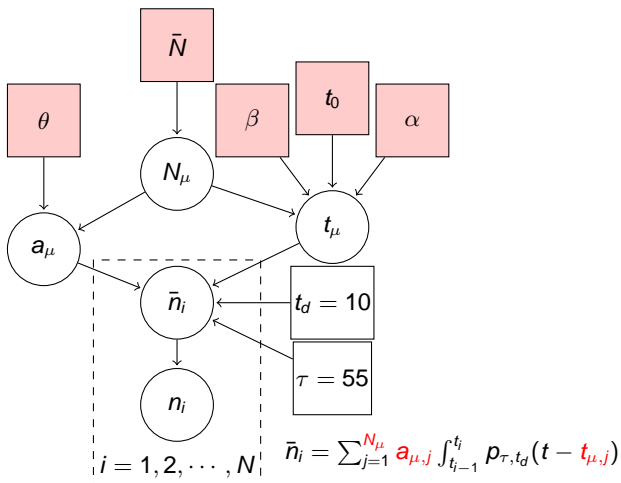 N̄
θ
β
t₀
α
N_μ
a_μ
t_μ
n̄_i
t_d = 10
τ = 55
n_i
i = 1, 2, ⋯ , N
n̄_i = ∑_{j=1}^{N_μ} a_{μ,j} ∫_{t_{i−1}}^{t_i} p_{τ,t_d}(t − t_{μ,j})